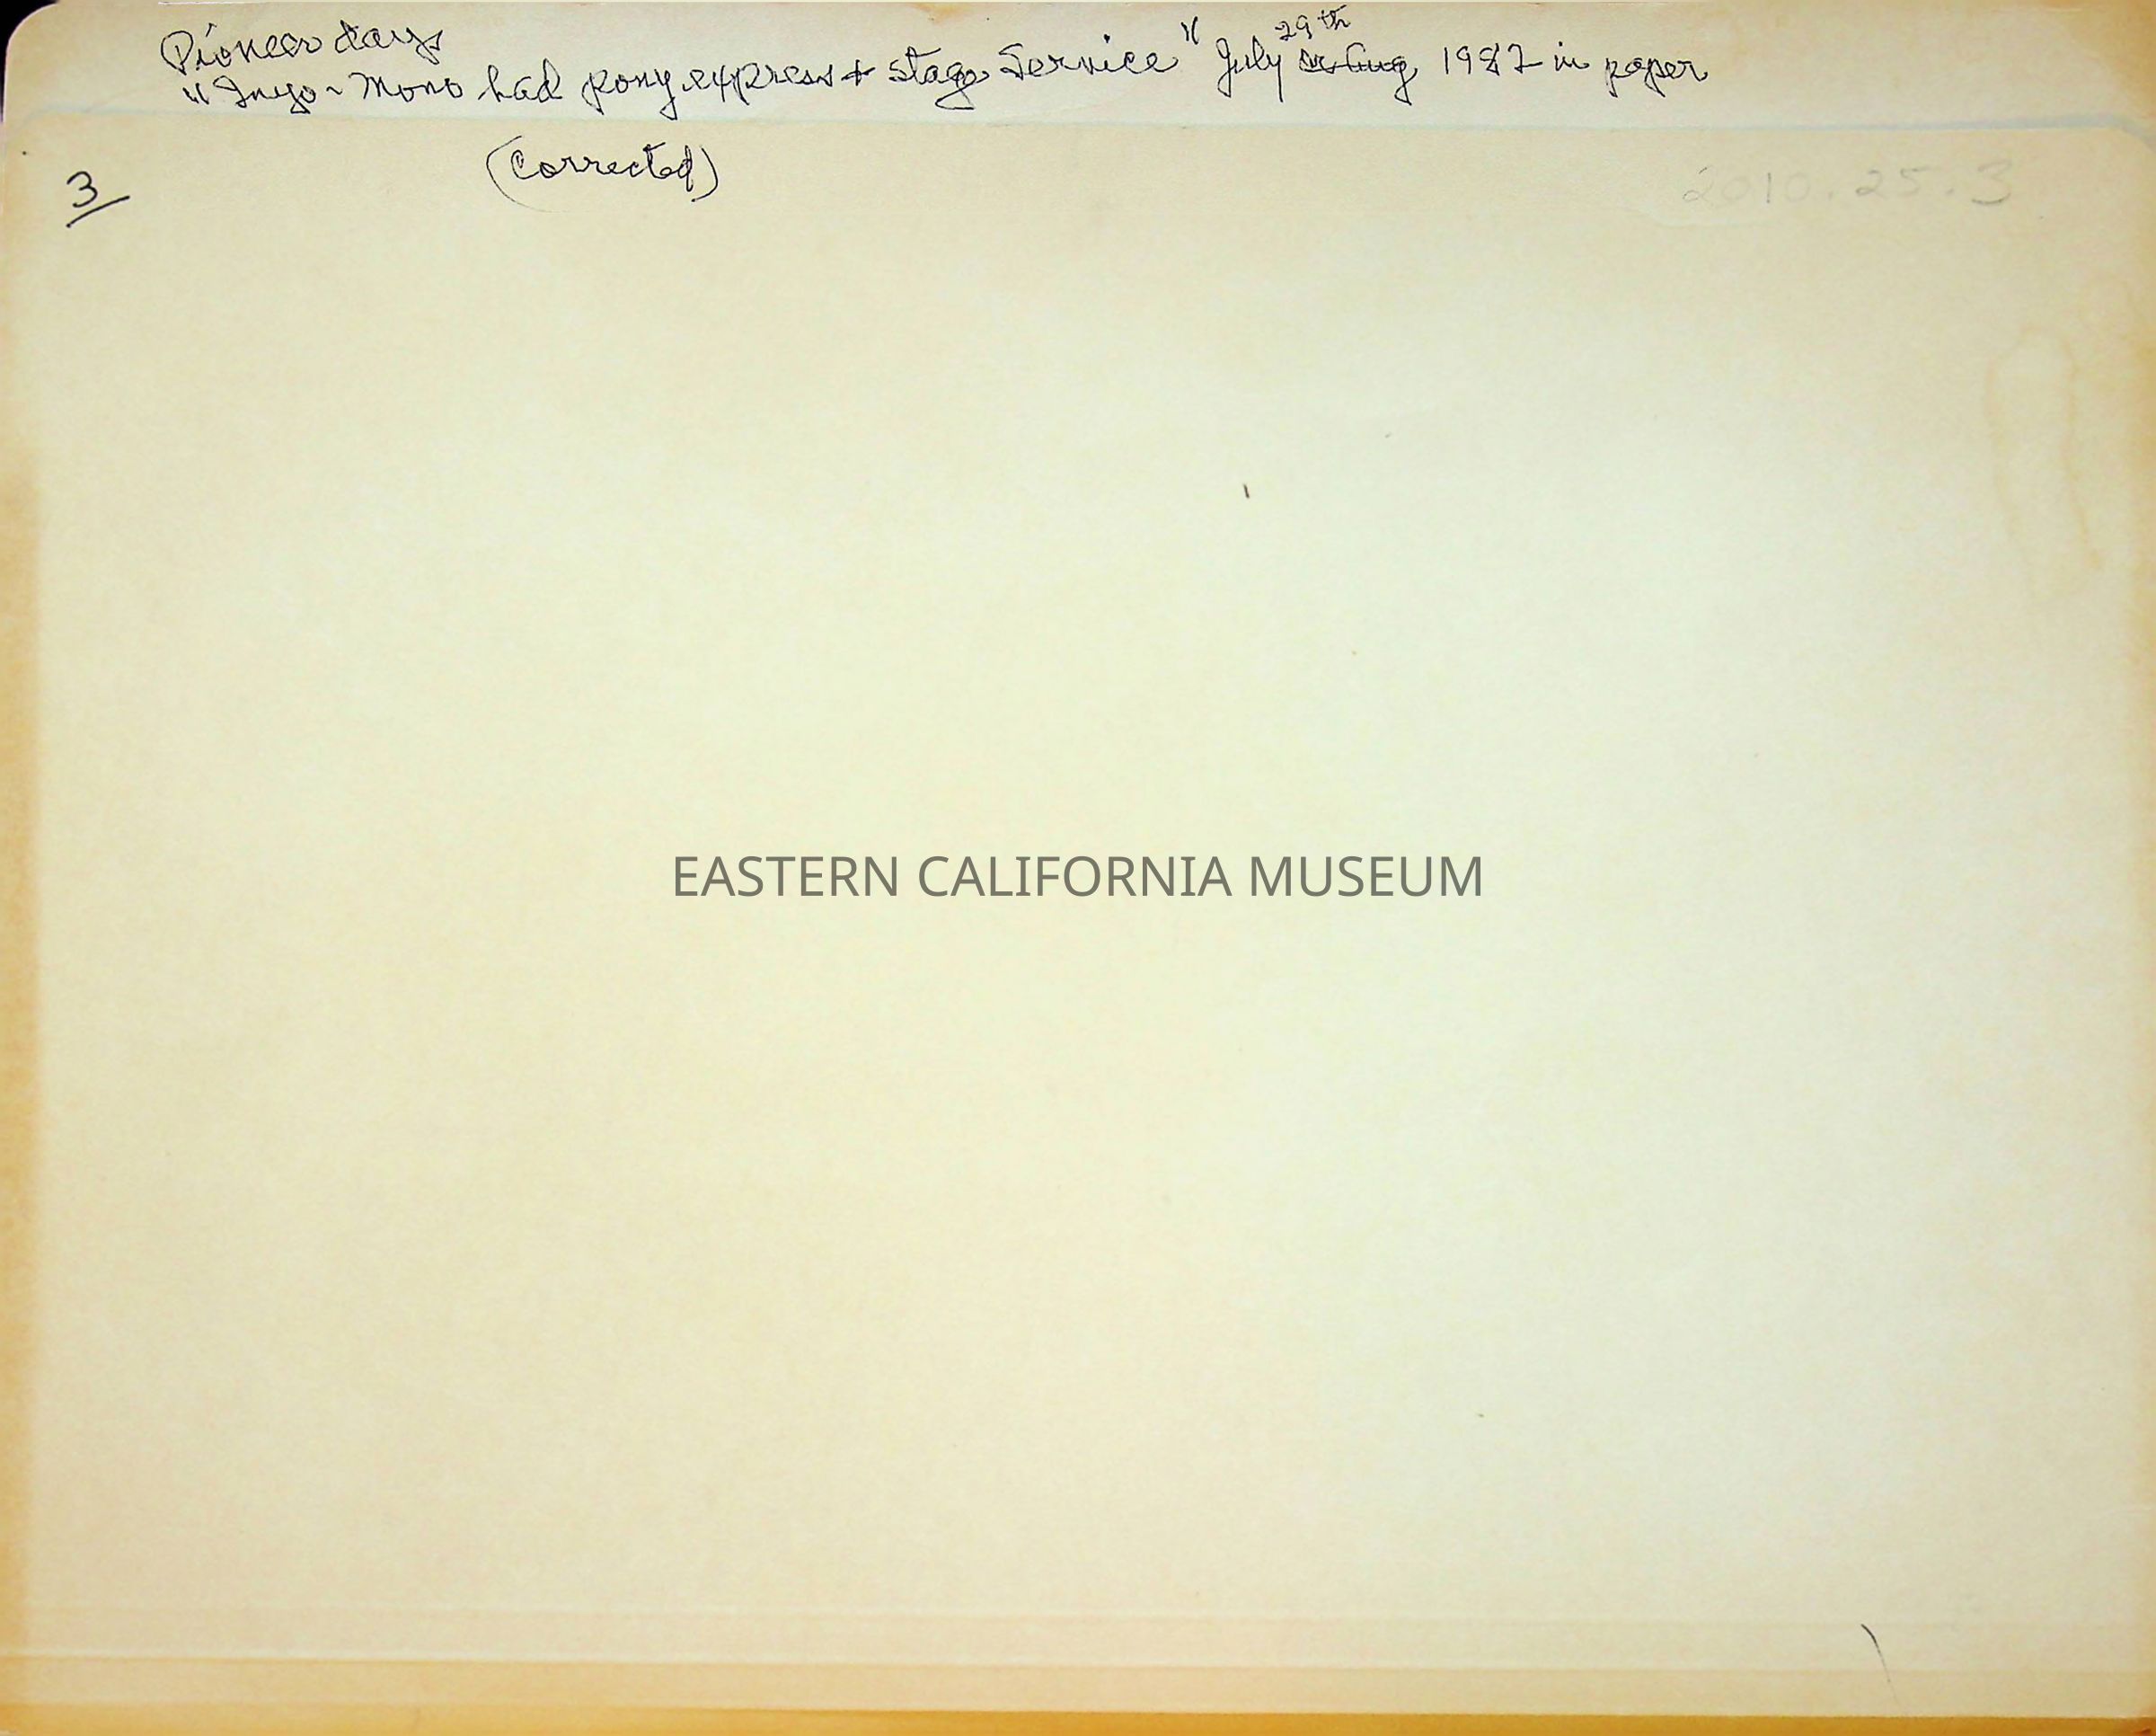 Pioneer days
"Inyo-Mono had pony express + stage service" July 29th or Aug 1982 in paper
(Corrected)
3
2010.25.3
EASTERN CALIFORNIA MUSEUM